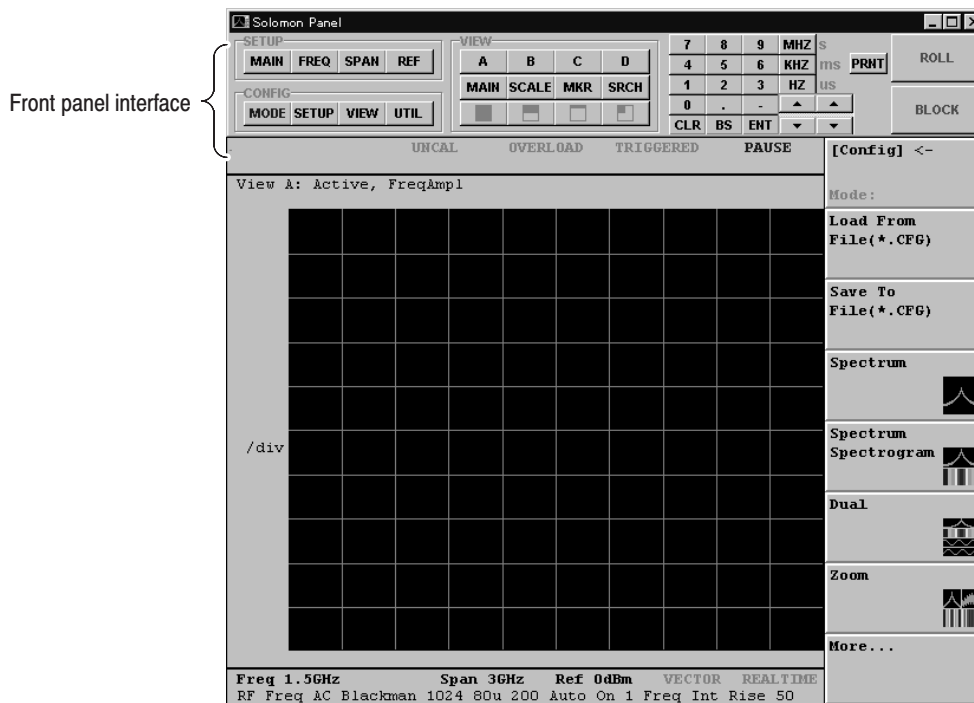 Solomon Panel
SETUP
MAIN FREQ SPAN REF
CONFIG
MODE SETUP VIEW UTIL
VIEW
A B C D
MAIN SCALE MKR SRCH
7 8 9 MHZ s
4 5 6 KHZ ms PRNT
1 2 3 HZ us
0 . -
CLR BS ENT
ROLL
BLOCK
Front panel interface
UNCAL OVERLOAD TRIGGERED PAUSE
View A: Active, FreqAmpl
/div
[Config] <-
Mode:
Load From
File(*.CFG)
Save To
File(*.CFG)
Spectrum
Spectrum
Spectrogram
Dual
Zoom
More...
Freq 1.5GHz Span 3GHz Ref 0dBm VECTOR REALTIME
RF Freq AC Blackman 1024 80u 200 Auto On 1 Freq Int Rise 50